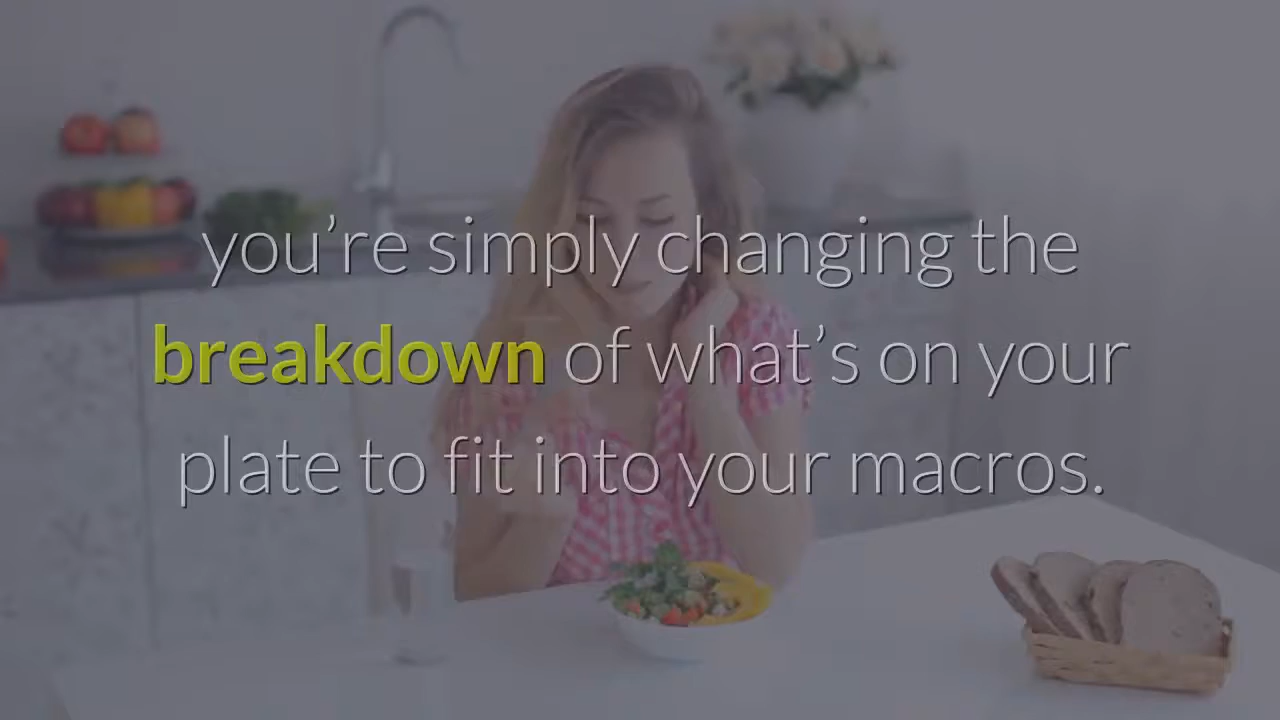 you’re simply changing the
breakdown of what’s on your
plate to fit into your macros.